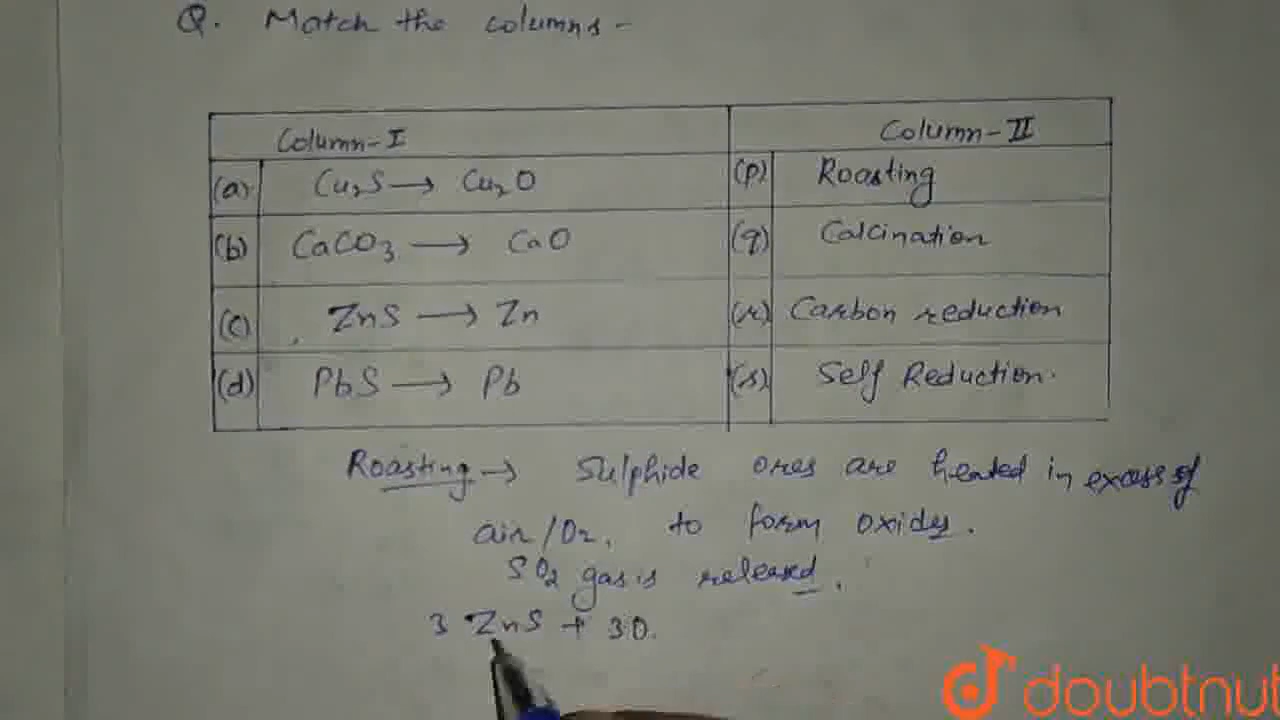 Q. Match the columns -
Column-I
Column-II
(a) Cu₂S → Cu₂O
(p) Roasting
(b) CaCO₃ → CaO
(q) Calcination
(c) ZnS → Zn
(r) Carbon reduction
(d) PbS → Pb
(s) Self Reduction.
Roasting → Sulphide ores are heated in excess of
air/O₂, to form oxides.
SO₂ gas is released.
3 ZnS + 30.
doubtnut